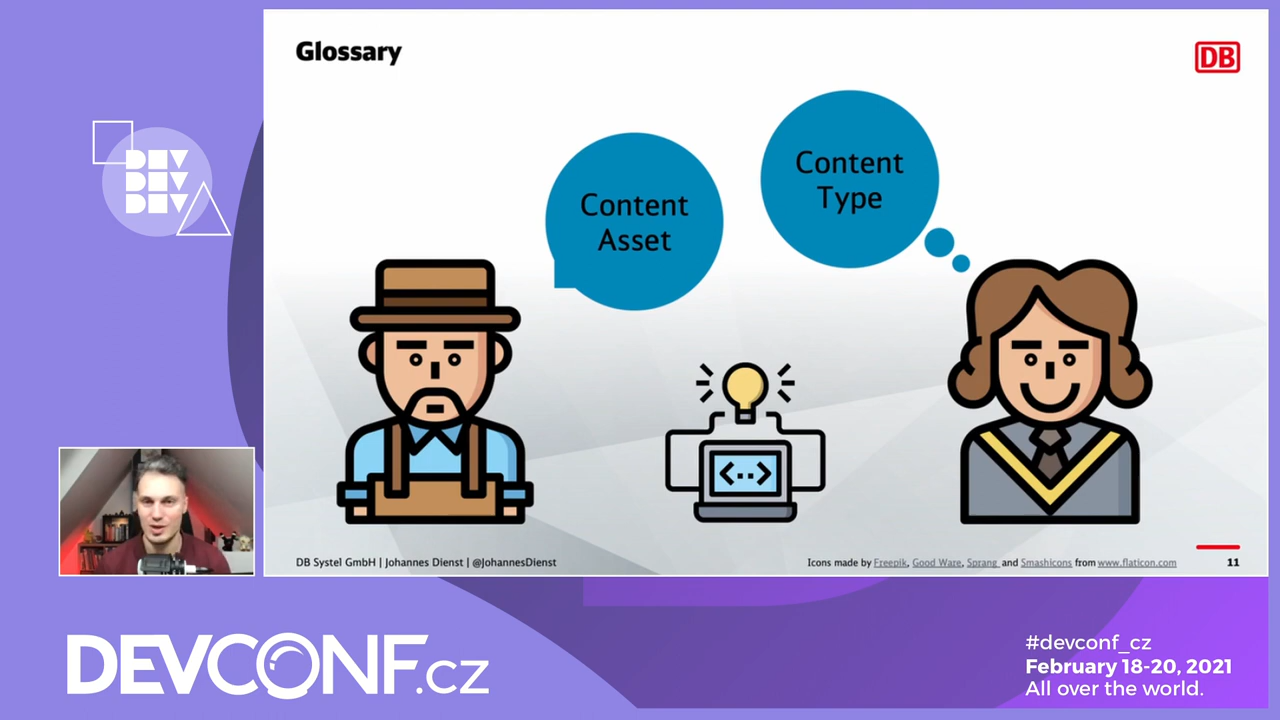 Glossary
DB
Content
Type
Content
Asset
<··>
DB Systel GmbH | Johannes Dienst | @JohannesDienst
Icons made by Freepik, Good Ware, Sprang and Smashicons from www.flaticon.com
11
DEV
DEV
DEV
DEVCONF.CZ
#devconf_cz
February 18-20, 2021
All over the world.